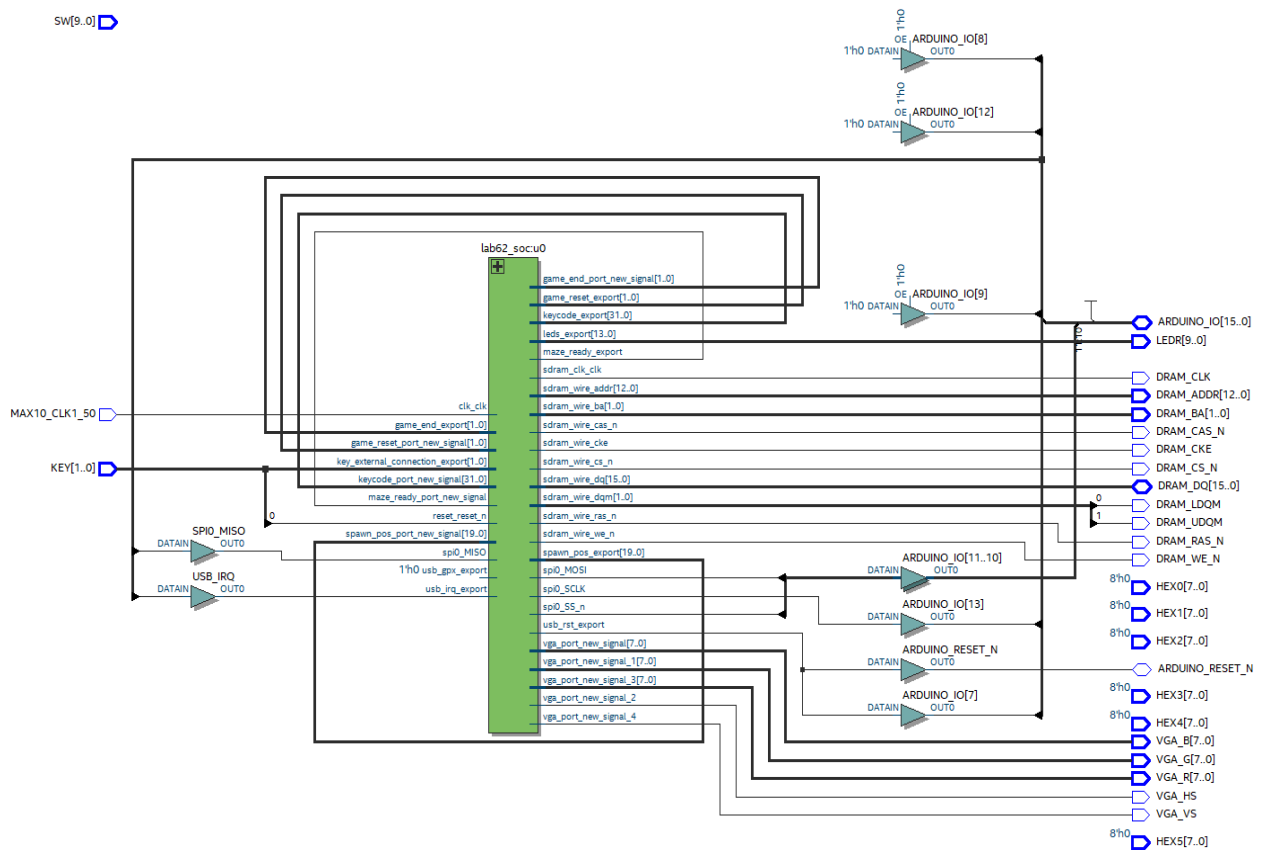 SW[9..0]
1'h0
OE
ARDUINO_IO[8]
1'h0 DATAIN
OUT0
1'h0
OE
ARDUINO_IO[12]
1'h0 DATAIN
OUT0
lab62_soc:u0
1'h0
OE
ARDUINO_IO[9]
1'h0 DATAIN
OUT0
game_end_port_new_signal[1..0]
game_reset_export[1..0]
keycode_export[31..0]
leds_export[13..0]
maze_ready_export
sdram_clk_clk
sdram_wire_addr[12..0]
sdram_wire_ba[1..0]
sdram_wire_cas_n
sdram_wire_cke
sdram_wire_cs_n
sdram_wire_dq[15..0]
sdram_wire_dqm[1..0]
sdram_wire_ras_n
sdram_wire_we_n
spawn_pos_export[19..0]
spi0_MOSI
spi0_SCLK
spi0_SS_n
usb_rst_export
vga_port_new_signal[7..0]
vga_port_new_signal_1[7..0]
vga_port_new_signal_3[7..0]
vga_port_new_signal_2
vga_port_new_signal_4
MAX10_CLK1_50
KEY[1..0]
0
clk_clk
game_end_export[1..0]
game_reset_port_new_signal[1..0]
key_external_connection_export[1..0]
keycode_port_new_signal[31..0]
maze_ready_port_new_signal
reset_reset_n
spawn_pos_port_new_signal[19..0]
spi0_MISO
1'h0 usb_gpx_export
usb_irq_export
SPI0_MISO
DATAIN
OUT0
USB_IRQ
DATAIN
OUT0
ARDUINO_IO[11..10]
DATAIN
OUT0
ARDUINO_IO[13]
DATAIN
OUT0
ARDUINO_RESET_N
DATAIN
OUT0
ARDUINO_IO[7]
DATAIN
OUT0
ARDUINO_IO[15..0]
LEDR[9..0]
DRAM_CLK
DRAM_ADDR[12..0]
DRAM_BA[1..0]
DRAM_CAS_N
DRAM_CKE
DRAM_CS_N
DRAM_DQ[15..0]
0
DRAM_LDQM
1
DRAM_UDQM
DRAM_RAS_N
DRAM_WE_N
8'h0
HEX0[7..0]
8'h0
HEX1[7..0]
8'h0
HEX2[7..0]
ARDUINO_RESET_N
8'h0
HEX3[7..0]
8'h0
HEX4[7..0]
VGA_B[7..0]
VGA_G[7..0]
VGA_R[7..0]
VGA_HS
VGA_VS
8'h0
HEX5[7..0]